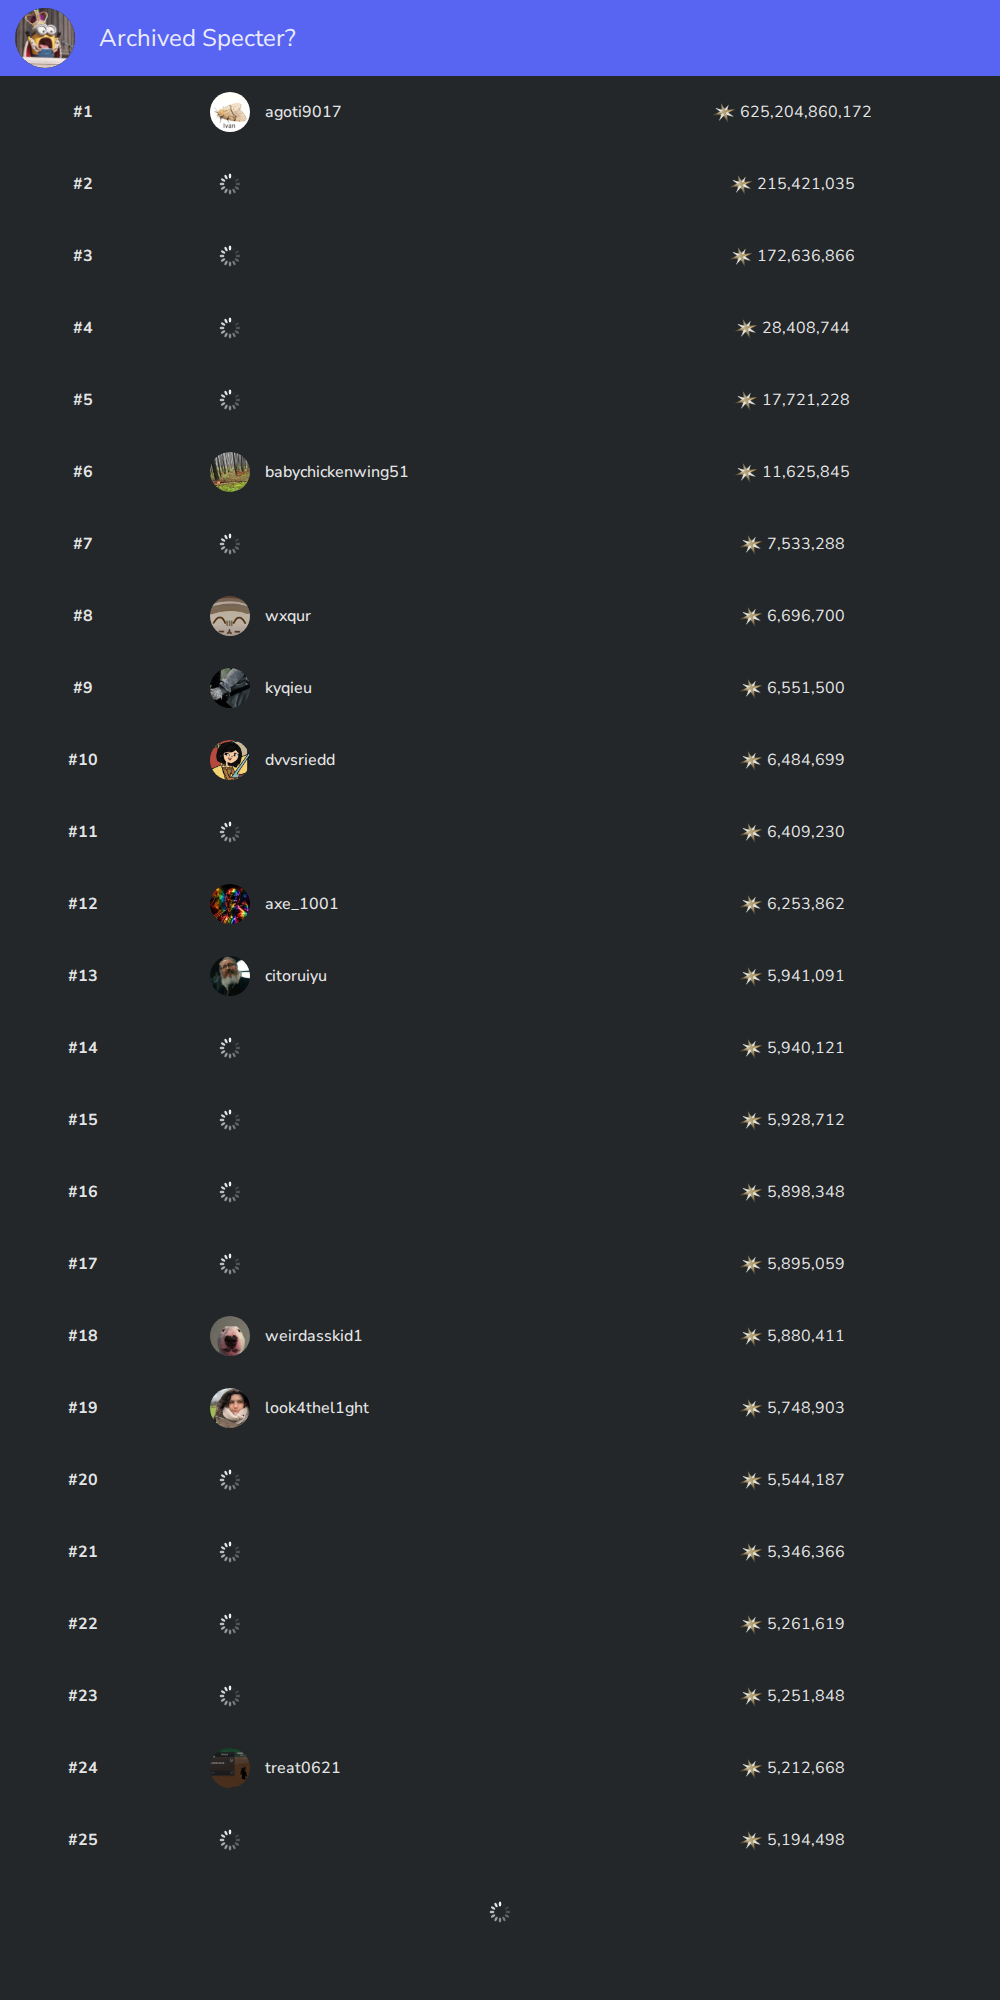 Archived Specter?
#1 agoti9017 625,204,860,172
ivan
#2 215,421,035
#3 172,636,866
#4 28,408,744
#5 17,721,228
#6 babychickenwing51 11,625,845
#7 7,533,288
#8 wxqur 6,696,700
#9 kyqieu 6,551,500
#10 dvvsriedd 6,484,699
#11 6,409,230
#12 axe_1001 6,253,862
#13 citoruiyu 5,941,091
#14 5,940,121
#15 5,928,712
#16 5,898,348
#17 5,895,059
#18 weirdasskid1 5,880,411
#19 look4thel1ght 5,748,903
#20 5,544,187
#21 5,346,366
#22 5,261,619
#23 5,251,848
#24 treat0621 5,212,668
#25 5,194,498